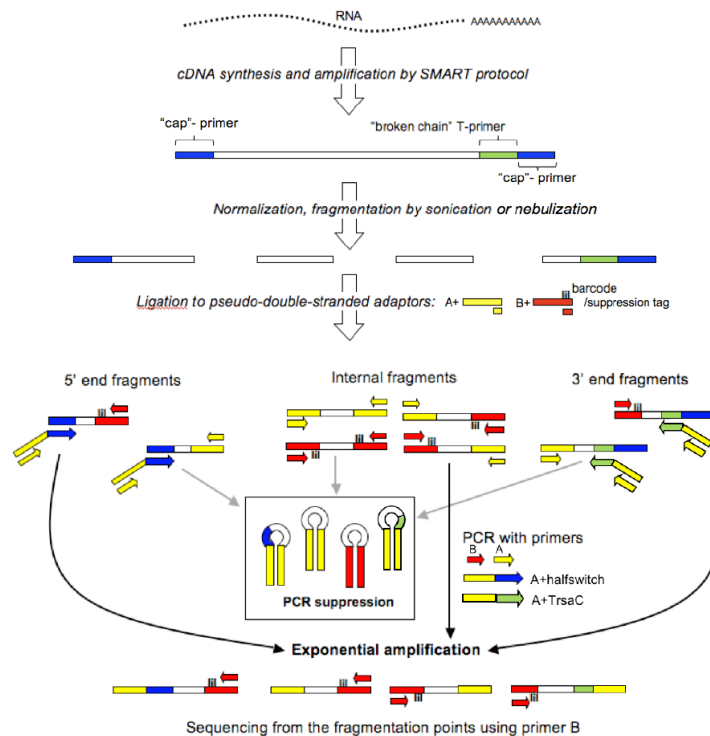 RNA
AAAAAAAAAAA
cDNA synthesis and amplification by SMART protocol
“cap”- primer
“broken chain” T-primer
“cap”- primer
Normalization, fragmentation by sonication or nebulization
Ligation to pseudo-double-stranded adaptors:
A+
B+
barcode
/suppression tag
5’ end fragments
Internal fragments
3’ end fragments
PCR suppression
PCR with primers
B
A
A+halfswitch
A+TrsaC
Exponential amplification
Sequencing from the fragmentation points using primer B